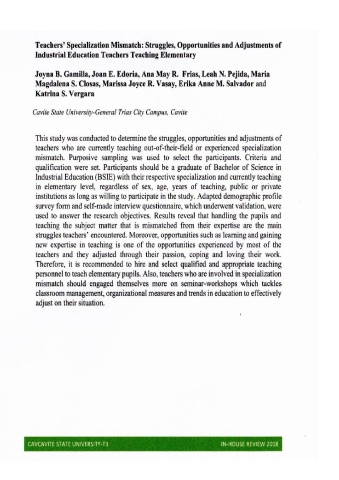 Teachers' Specialization Mismatch: Struggles, Opportunities and Adjustments of
Industrial Education Teachers Teaching Elementary
Joyna B. Gamilla, Joan E. Edoria, Ana May R. Frias, Leah N. Pejida, Maria
Magdalena S. Closas, Marissa Joyce R. Vasay, Erika Anne M. Salvador and
Katrina S. Vergara
Cavite State University-General Trias City Campus, Cavite
This study was conducted to determine the struggles, opportunities and adjustments of
teachers who are currently teaching out-of-their-field or experienced specialization
mismatch. Purposive sampling was used to select the participants. Criteria and
qualification were set. Participants should be a graduate of Bachelor of Science in
Industrial Education (BSIE) with their respective specialization and currently teaching
in elementary level, regardless of sex, age, years of teaching, public or private
institutions as long as willing to participate in the study. Adapted demographic profile
survey form and self-made interview questionnaire, which underwent validation, were
used to answer the research objectives. Results reveal that handling the pupils and
teaching the subject matter that is mismatched from their expertise are the main
struggles teachers' encountered. Moreover, opportunities such as learning and gaining
new expertise in teaching is one of the opportunities experienced by most of the
teachers and they adjusted through their passion, coping and loving their work.
Therefore, it is recommended to hire and select qualified and appropriate teaching
personnel to teach elementary pupils. Also, teachers who are involved in specialization
mismatch should engaged themselves more on seminar-workshops which tackles
classroom management, organizational measures and trends in education to effectively
adjust on their situation.
CAVCAVITE STATE UNIVERSITY-T3 IN-HOUSE REVIEW 2018